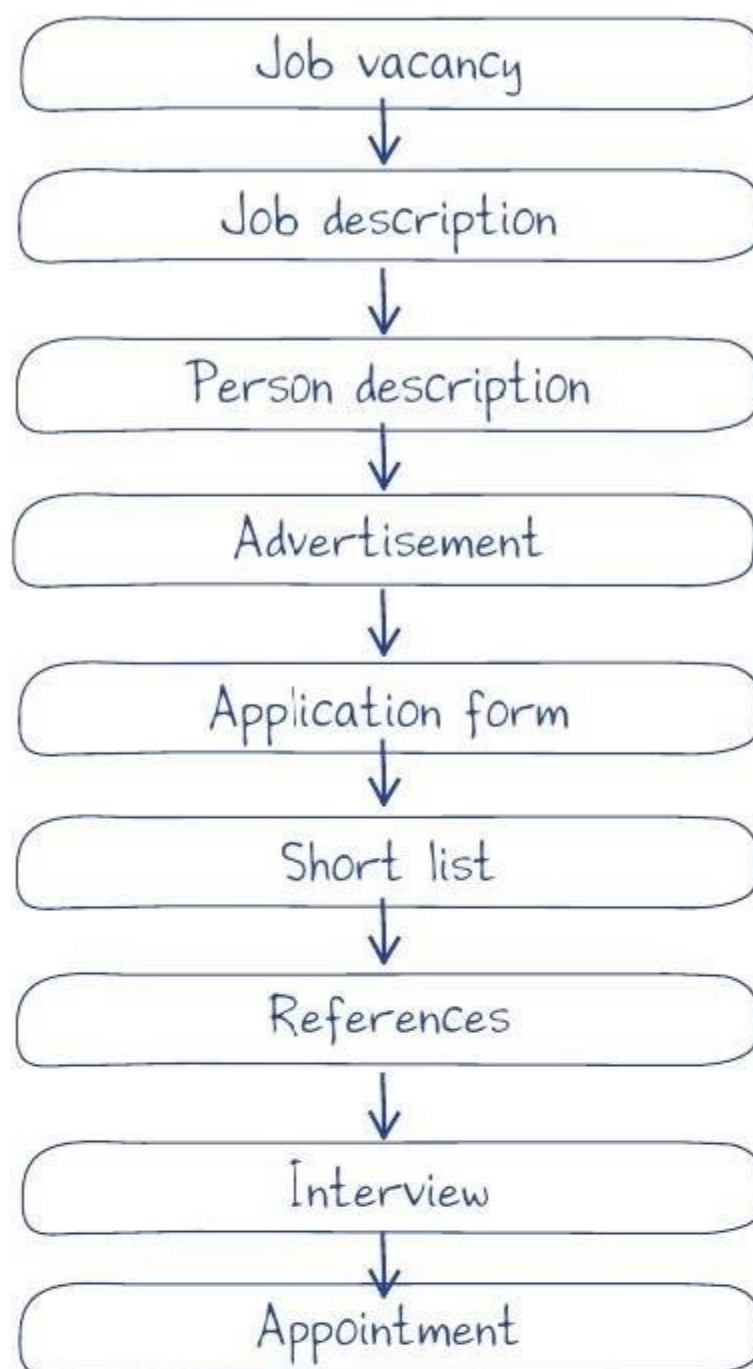 Job vacancy
Job description
Person description
Advertisement
Application form
Short list
References
Interview
Appointment